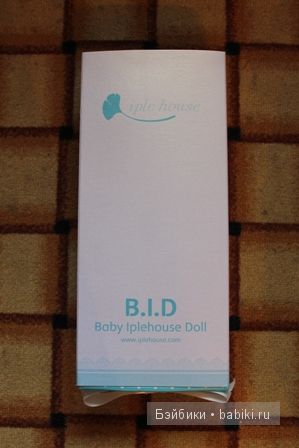 iple house
B.I.D
Baby Iplehouse Doll
www.iplehouse.com
Бэйбики • babiki.ru